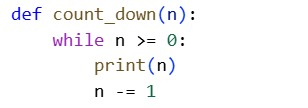 def count_down(n):
    while n >= 0:
        print(n)
        n -= 1